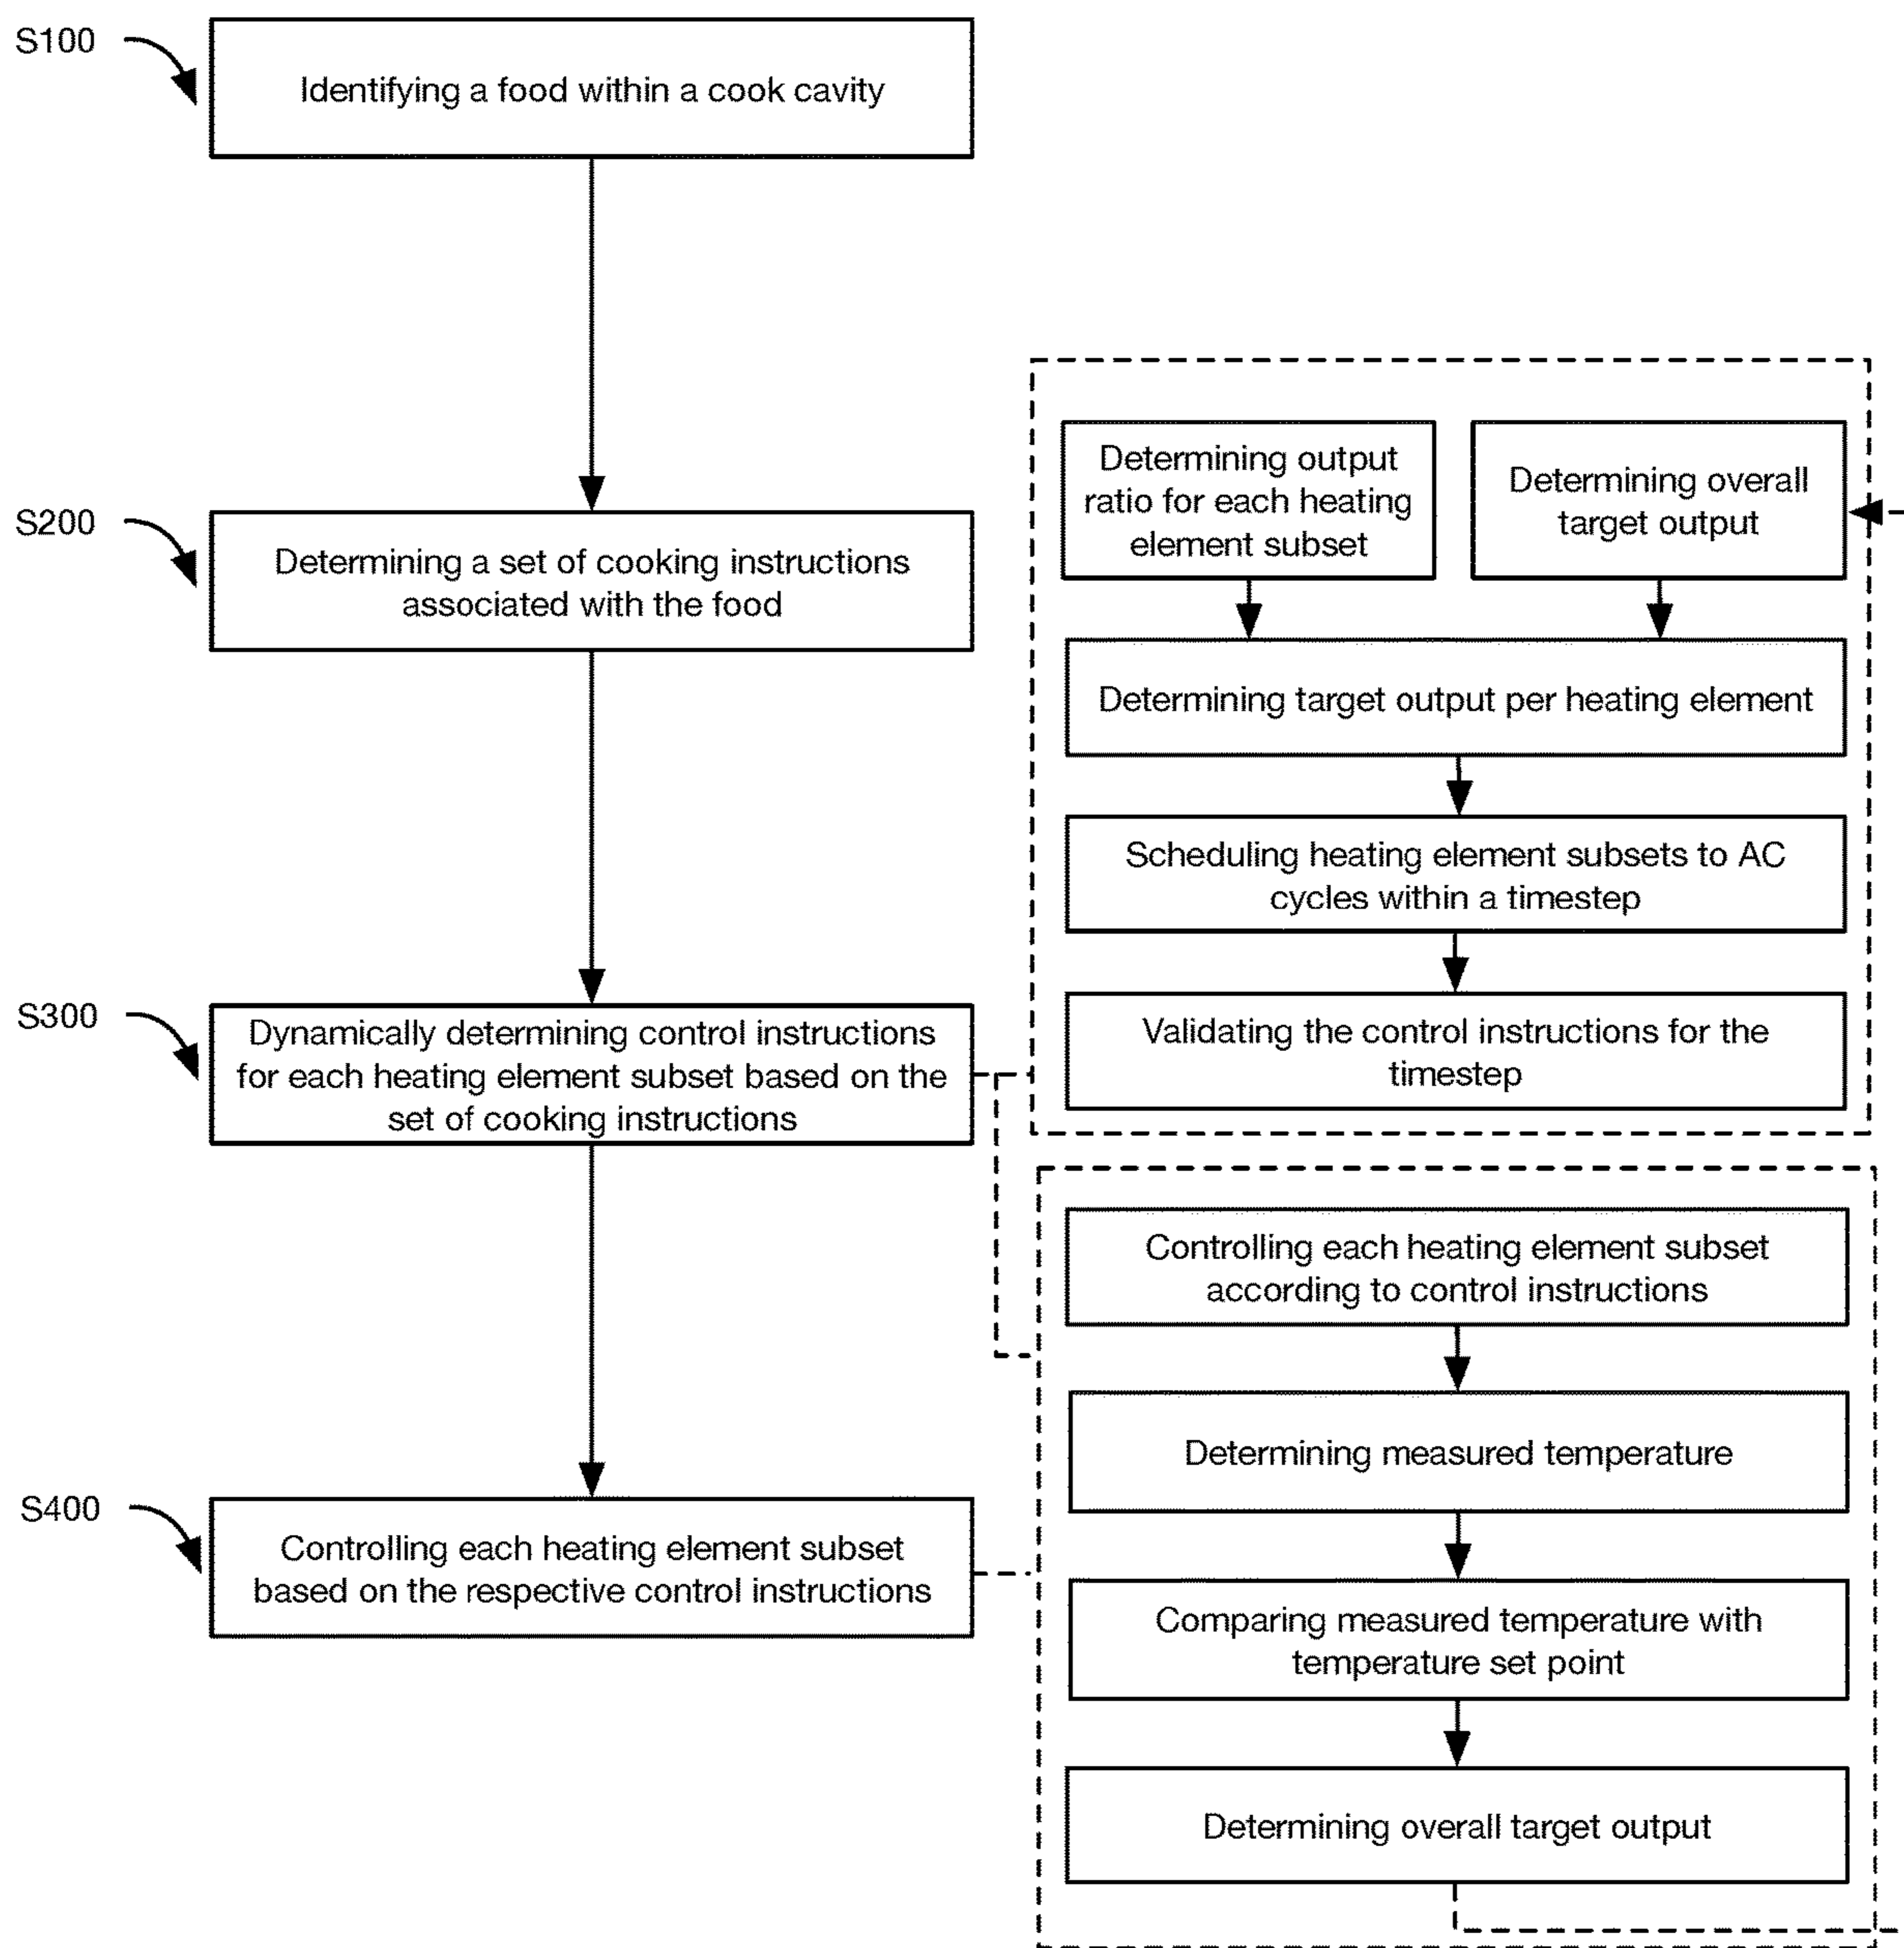 S100
Identifying a food within a cook cavity
S200
Determining a set of cooking instructions
associated with the food
S300
Dynamically determining control instructions
for each heating element subset based on the
set of cooking instructions
S400
Controlling each heating element subset
based on the respective control instructions
Determining output
ratio for each heating
element subset
Determining overall
target output
Determining target output per heating element
Scheduling heating element subsets to AC
cycles within a timestep
Validating the control instructions for the
timestep
Controlling each heating element subset
according to control instructions
Determining measured temperature
Comparing measured temperature with
temperature set point
Determining overall target output